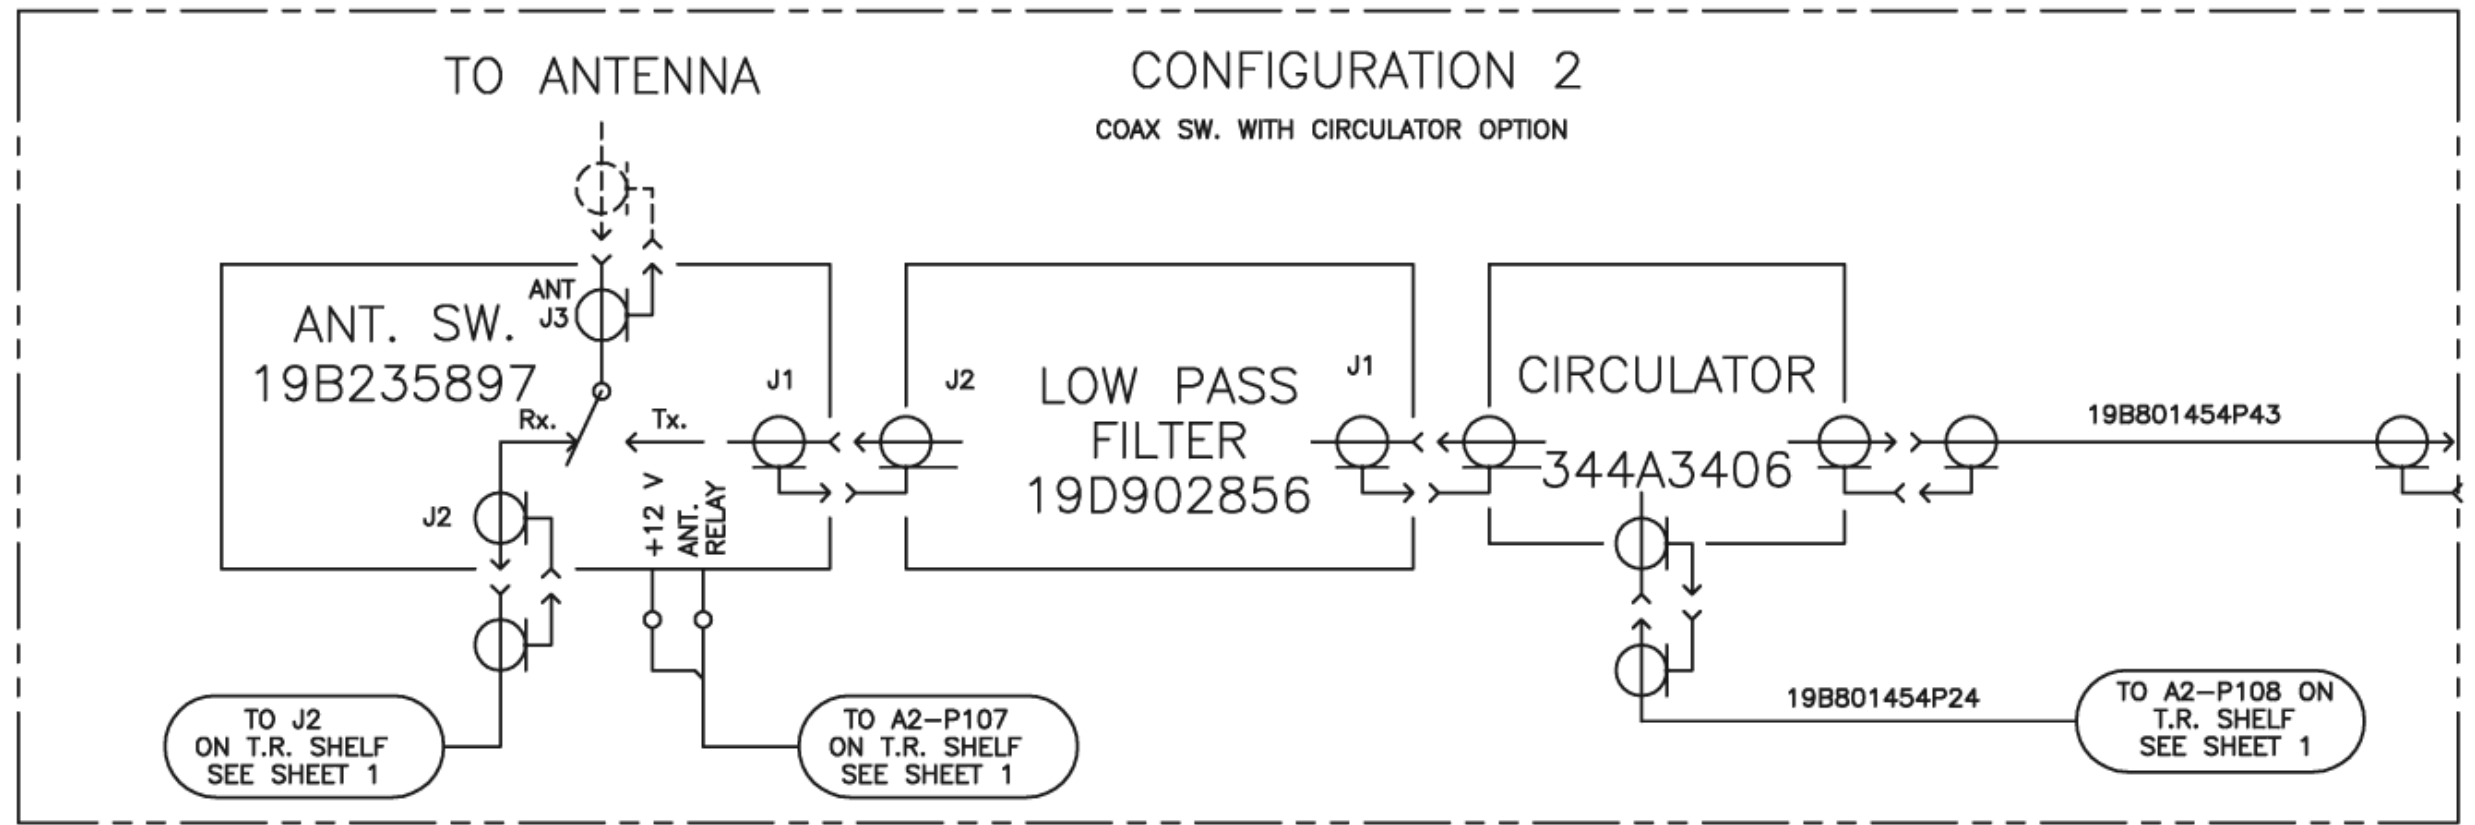 TO ANTENNA
CONFIGURATION 2
COAX SW. WITH CIRCULATOR OPTION
ANT
J3
ANT. SW.
19B235897
Rx.
Tx.
J1
J2
LOW PASS
FILTER
19D902856
J1
CIRCULATOR
344A3406
19B801454P43
J2
+12 V
ANT.
RELAY
TO J2
ON T.R. SHELF
SEE SHEET 1
TO A2-P107
ON T.R. SHELF
SEE SHEET 1
19B801454P24
TO A2-P108 ON
T.R. SHELF
SEE SHEET 1